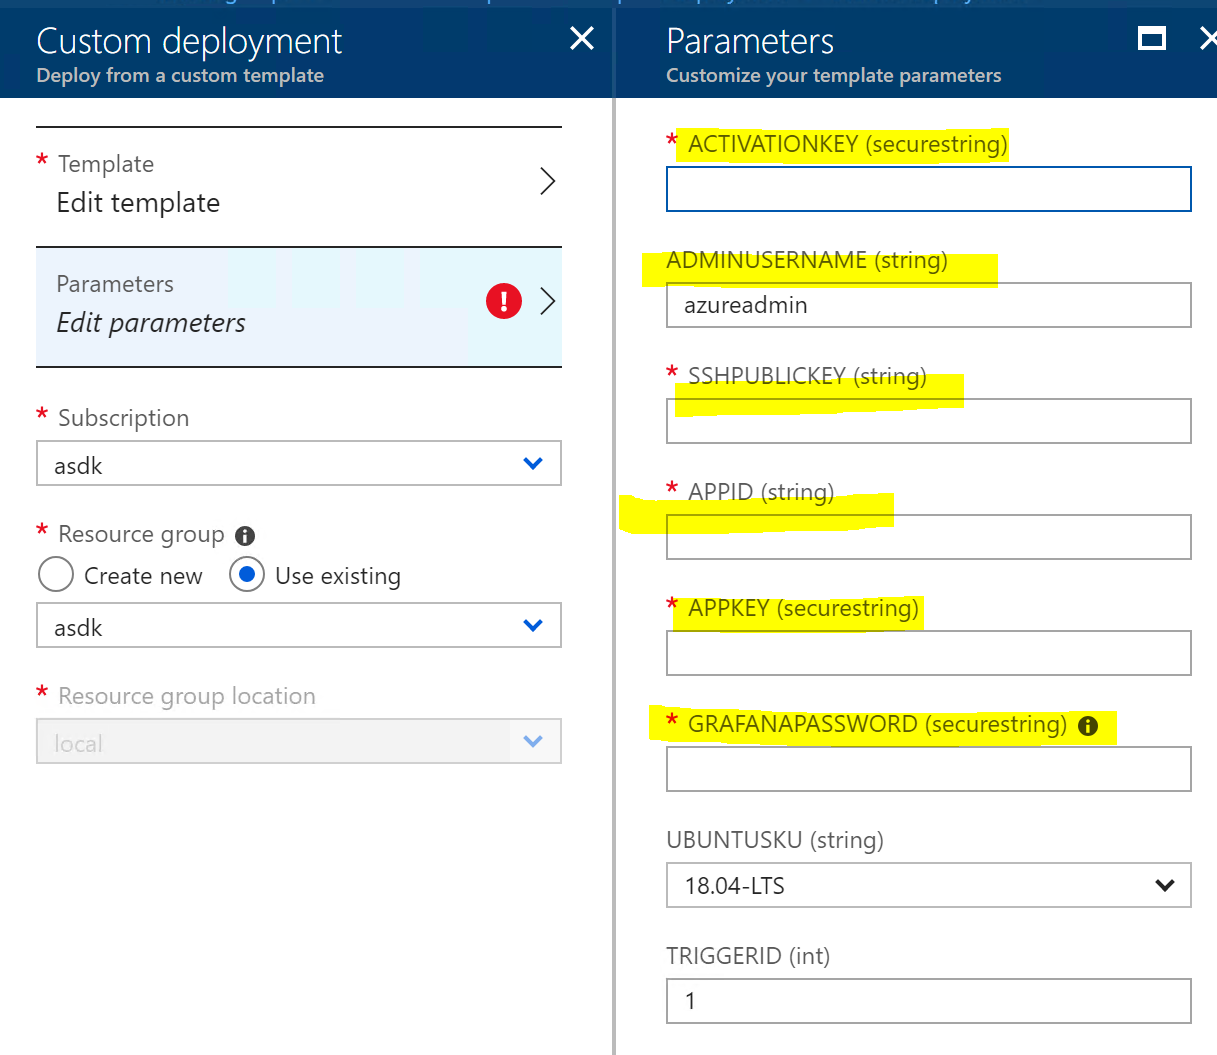 Custom deployment
Deploy from a custom template
* Template
Edit template
Parameters
Edit parameters
* Subscription
asdk
* Resource group
Create new
Use existing
asdk
* Resource group location
local
Parameters
Customize your template parameters
* ACTIVATIONKEY (securestring)
ADMINUSERNAME (string)
azureadmin
* SSHPUBLICKEY (string)
* APPID (string)
* APPKEY (securestring)
* GRAFANAPASSWORD (securestring)
UBUNTUSKU (string)
18.04-LTS
TRIGGERID (int)
1